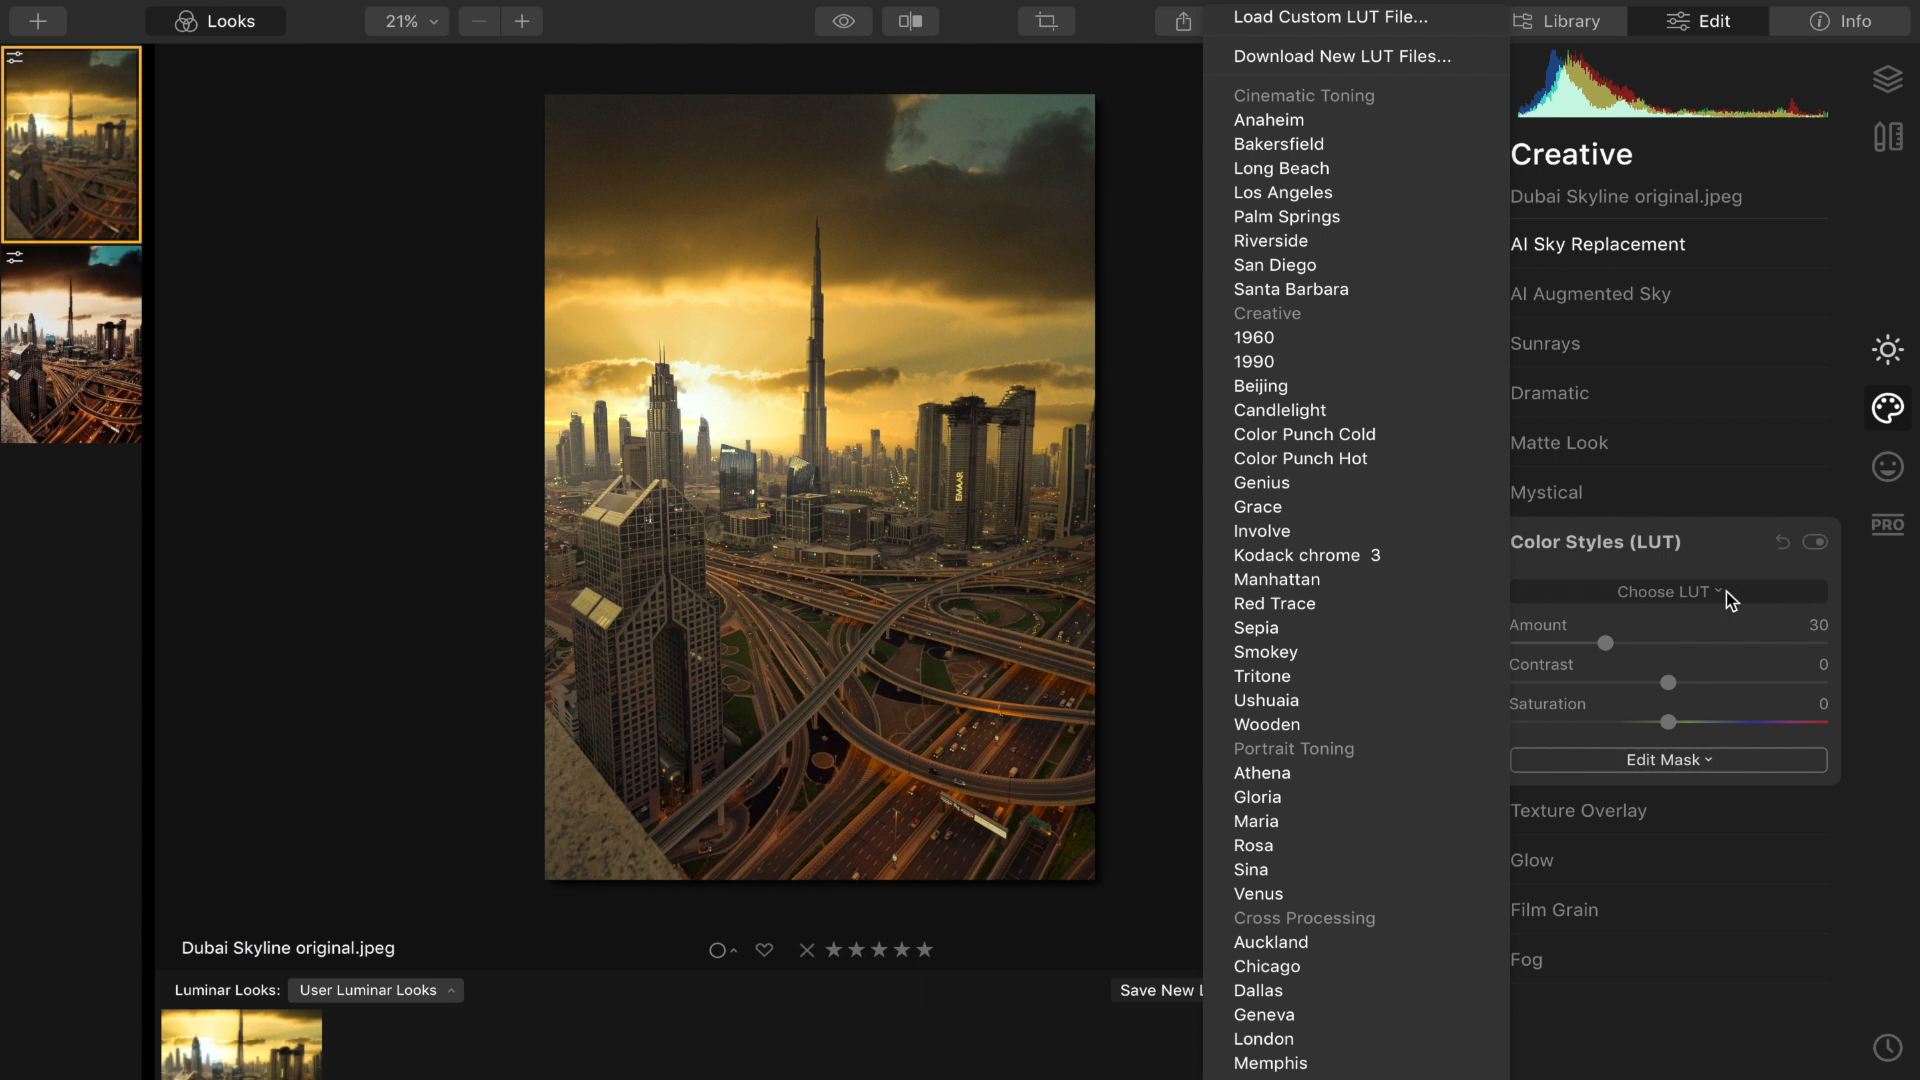 Looks
21%
Load Custom LUT File...
Download New LUT Files...
Cinematic Toning
Anaheim
Bakersfield
Long Beach
Los Angeles
Palm Springs
Riverside
San Diego
Santa Barbara
Creative
1960
1990
Beijing
Candlelight
Color Punch Cold
Color Punch Hot
Genius
Grace
Involve
Kodack chrome 3
Manhattan
Red Trace
Sepia
Smokey
Tritone
Ushuaia
Wooden
Portrait Toning
Athena
Gloria
Maria
Rosa
Sina
Venus
Cross Processing
Auckland
Chicago
Dallas
Geneva
London
Memphis
Library
Edit
Info
Creative
Dubai Skyline original.jpeg
AI Sky Replacement
AI Augmented Sky
Sunrays
Dramatic
Matte Look
Mystical
Color Styles (LUT)
Choose LUT
Amount 30
Contrast 0
Saturation 0
Edit Mask
Texture Overlay
Glow
Film Grain
Fog
PRO
EMAAR
Dubai Skyline original.jpeg
Luminar Looks: User Luminar Looks
Save New L